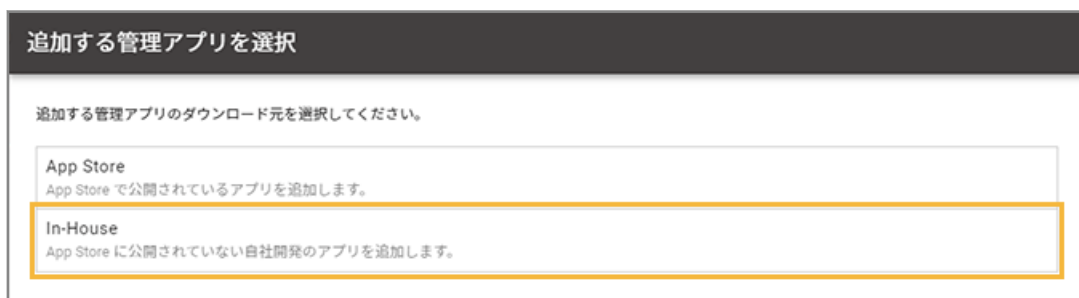 追加する管理アプリを選択
追加する管理アプリのダウンロード元を選択してください。
App Store
App Store で公開されているアプリを追加します。
In-House
App Store に公開されていない自社開発のアプリを追加します。